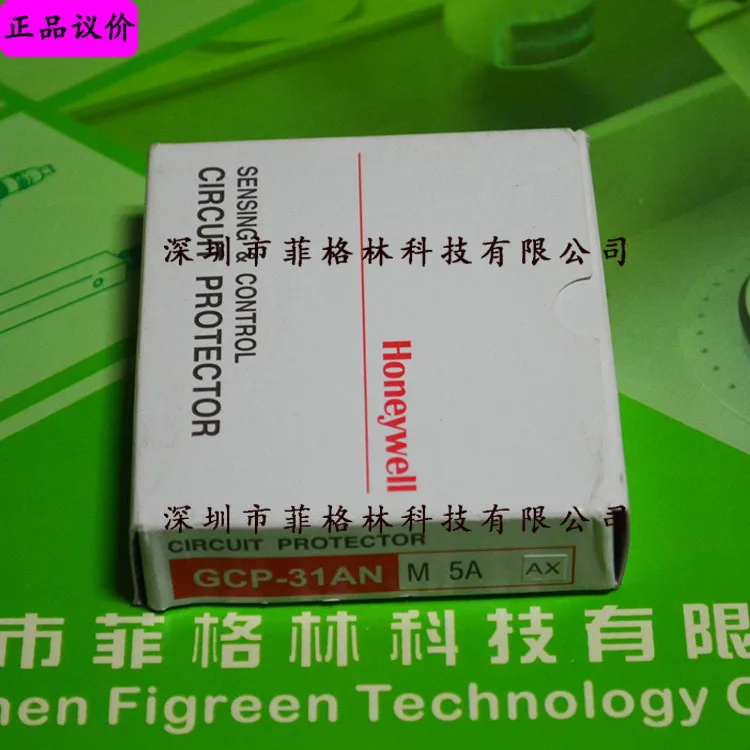 正品议价
SENSING & CONTROL
CIRCUIT PROTECTOR
深圳市菲格林科技有限公司
Honeywell
深圳市菲格林科技有限公司
CIRCUIT PROTECTOR
GCP-31AN M 5A AX
市菲格林科技有限
hen Figreen Technology C